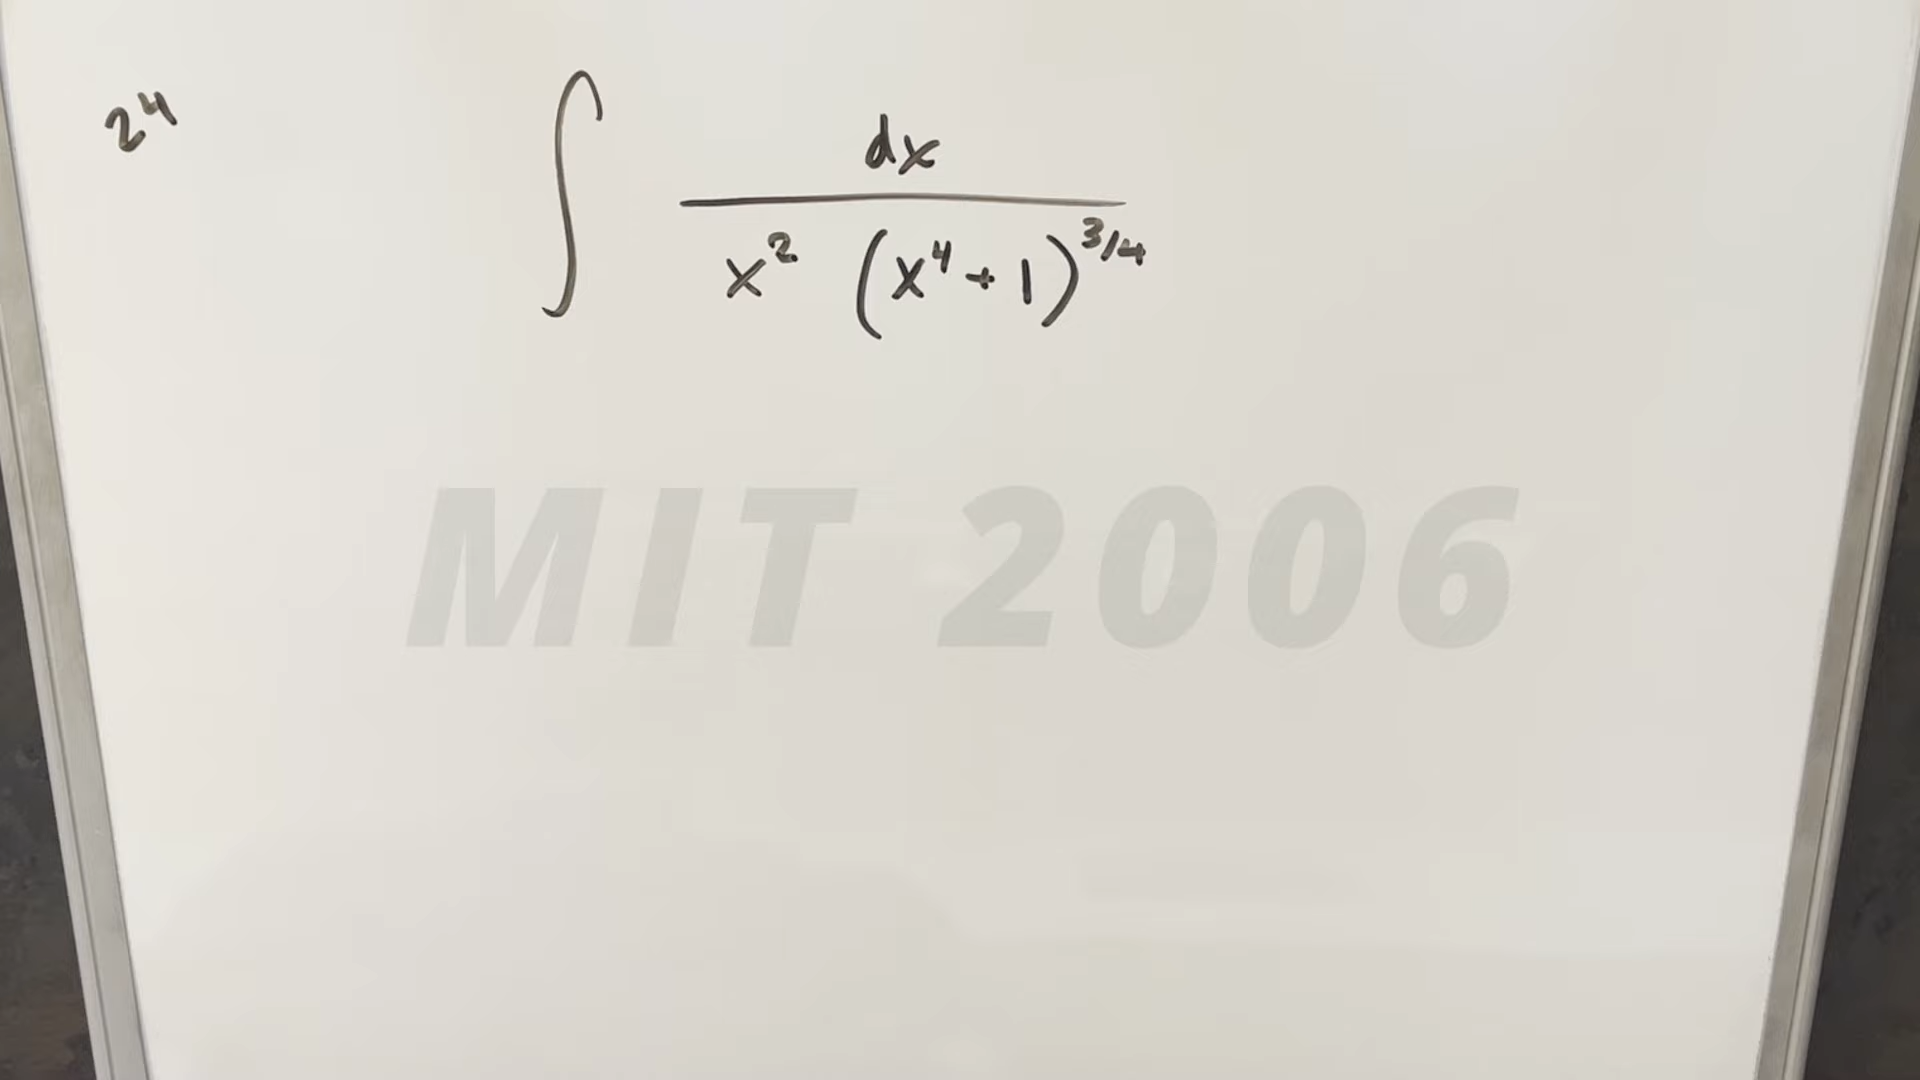 24
∫ dx / x² (x⁴ + 1)^3/4
MIT 2006